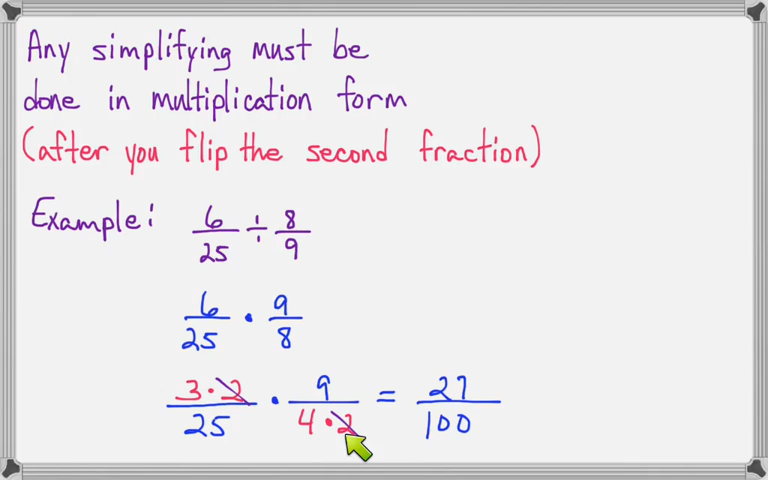 Any simplifying must be
done in multiplication form
(after you flip the second fraction)
Example: 6/25 ÷ 8/9
6/25 · 9/8
3·2/25 · 9/4·2 = 27/100